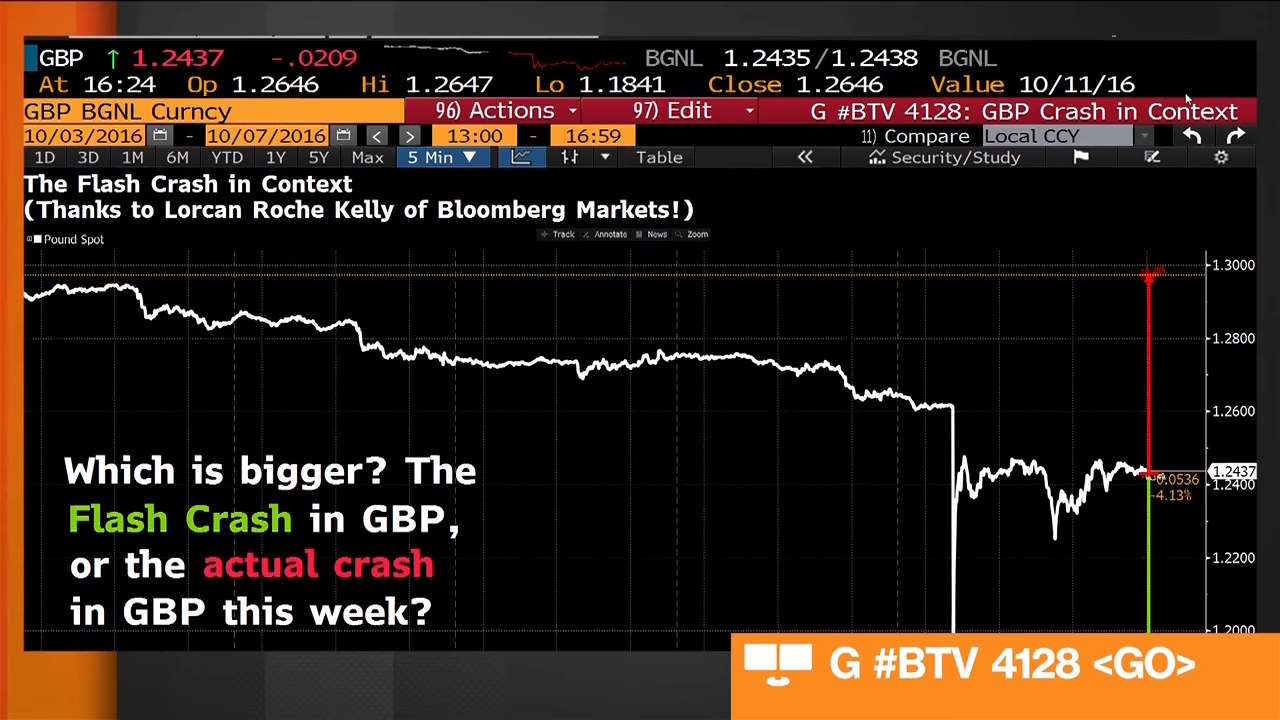 GBP ↑ 1.2437 -.0209 BGNL 1.2435/1.2438 BGNL
At 16:24 Op 1.2646 Hi 1.2647 Lo 1.1841 Close 1.2646 Value 10/11/16
GBP BGNL Curncy 96) Actions 97) Edit G #BTV 4128: GBP Crash in Context
10/03/2016 - 10/07/2016 < > 13:00 - 16:59 11) Compare Local CCY
1D 3D 1M 6M YTD 1Y 5Y Max 5 Min ▼ Table « Security/Study
The Flash Crash in Context
(Thanks to Lorcan Roche Kelly of Bloomberg Markets!)
Track Annotate News Zoom
Pound Spot
1.3000
1.2800
1.2600
1.2437
1.2400
1.2200
1.2000
-0.0536
-4.13%
Which is bigger? The
Flash Crash in GBP,
or the actual crash
in GBP this week?
G #BTV 4128 <GO>